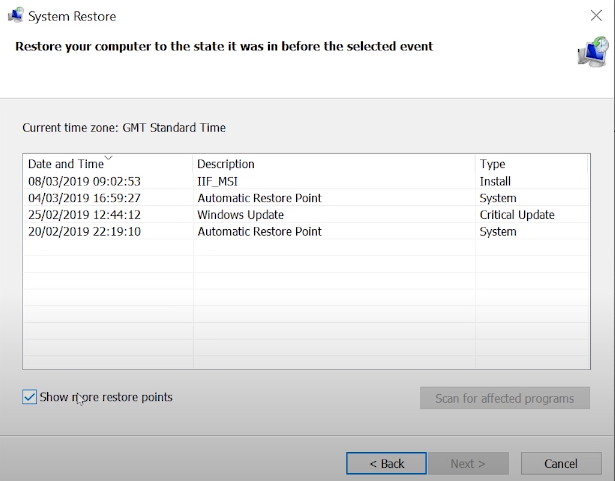 System Restore
Restore your computer to the state it was in before the selected event
Current time zone: GMT Standard Time
Date and Time Description Type
08/03/2019 09:02:53 IIF_MSI Install
04/03/2019 16:59:27 Automatic Restore Point System
25/02/2019 12:44:12 Windows Update Critical Update
20/02/2019 22:19:10 Automatic Restore Point System
Show more restore points Scan for affected programs
< Back Next > Cancel